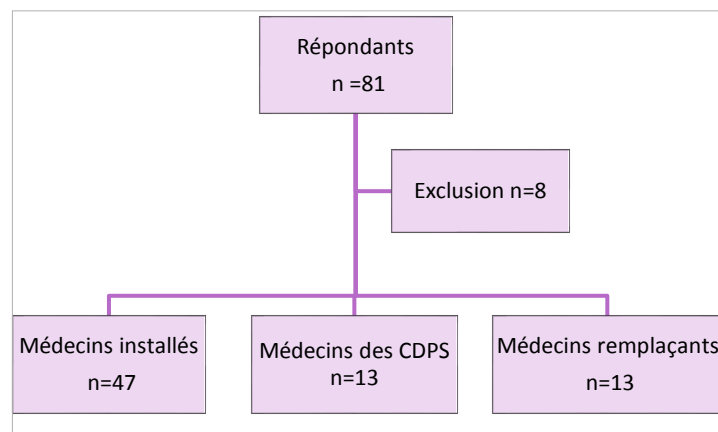 Répondants
n =81
Exclusion n=8
Médecins installés
n=47
Médecins des CDPS
n=13
Médecins remplaçants
n=13